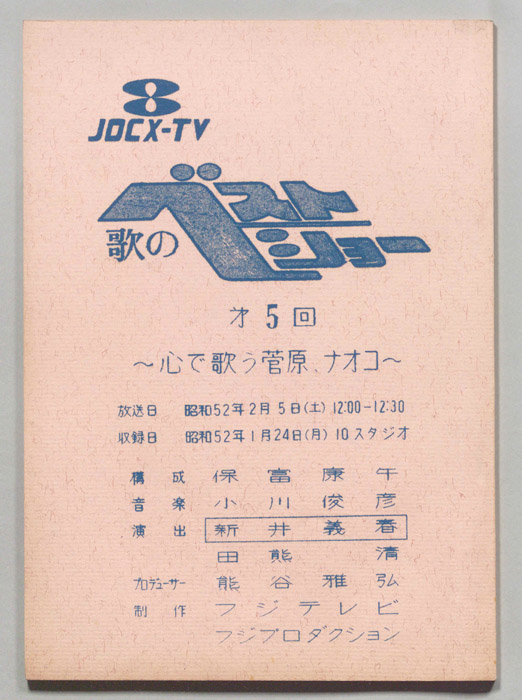 8
JOCX-TV
歌のベストショー
才5回
～心で歌う菅原、ナオコ～
放送日 昭和52年2月5日(土) 12:00-12:30
収録日 昭和52年1月24日(月) 10スタジオ
構成 保富康午
音楽 小川俊彦
演出 新井義春
田熊 清
プロデューサー 熊谷雅弘
制作 フジテレビ
フジプロダクション